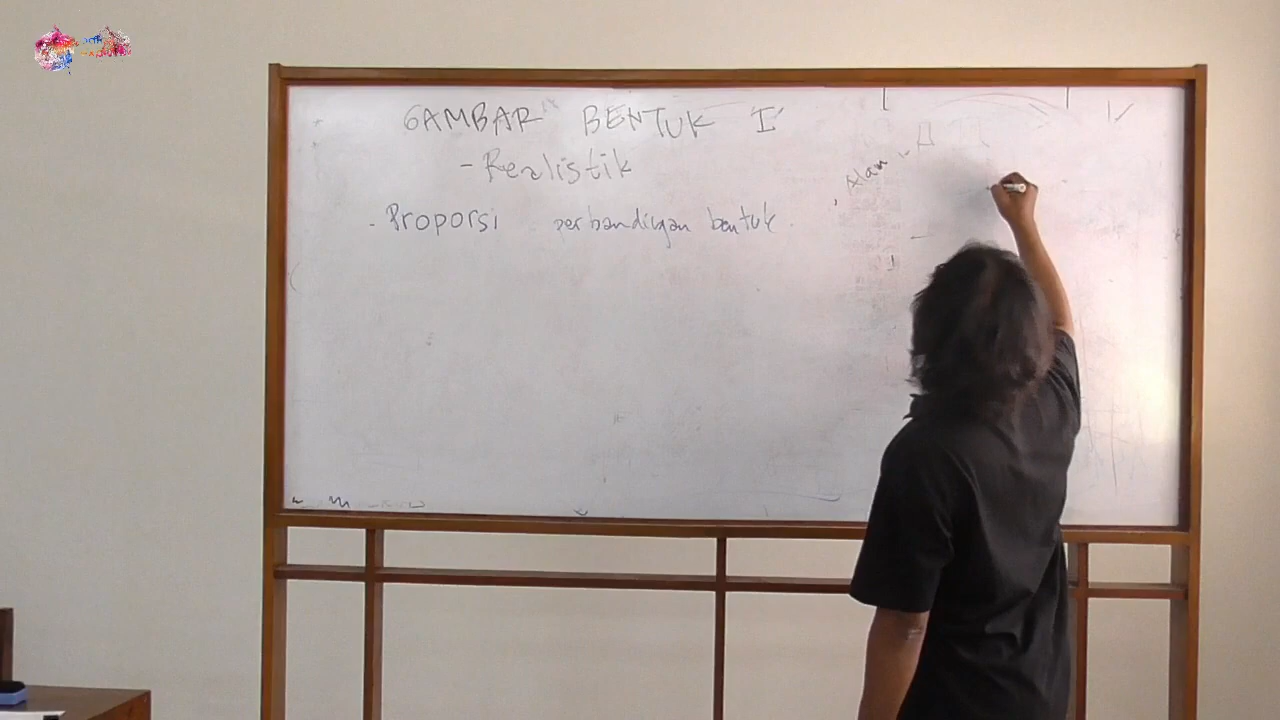 GAMBAR BENTUK I
- Realistik
- Proporsi perbandingan bentuk
Alam